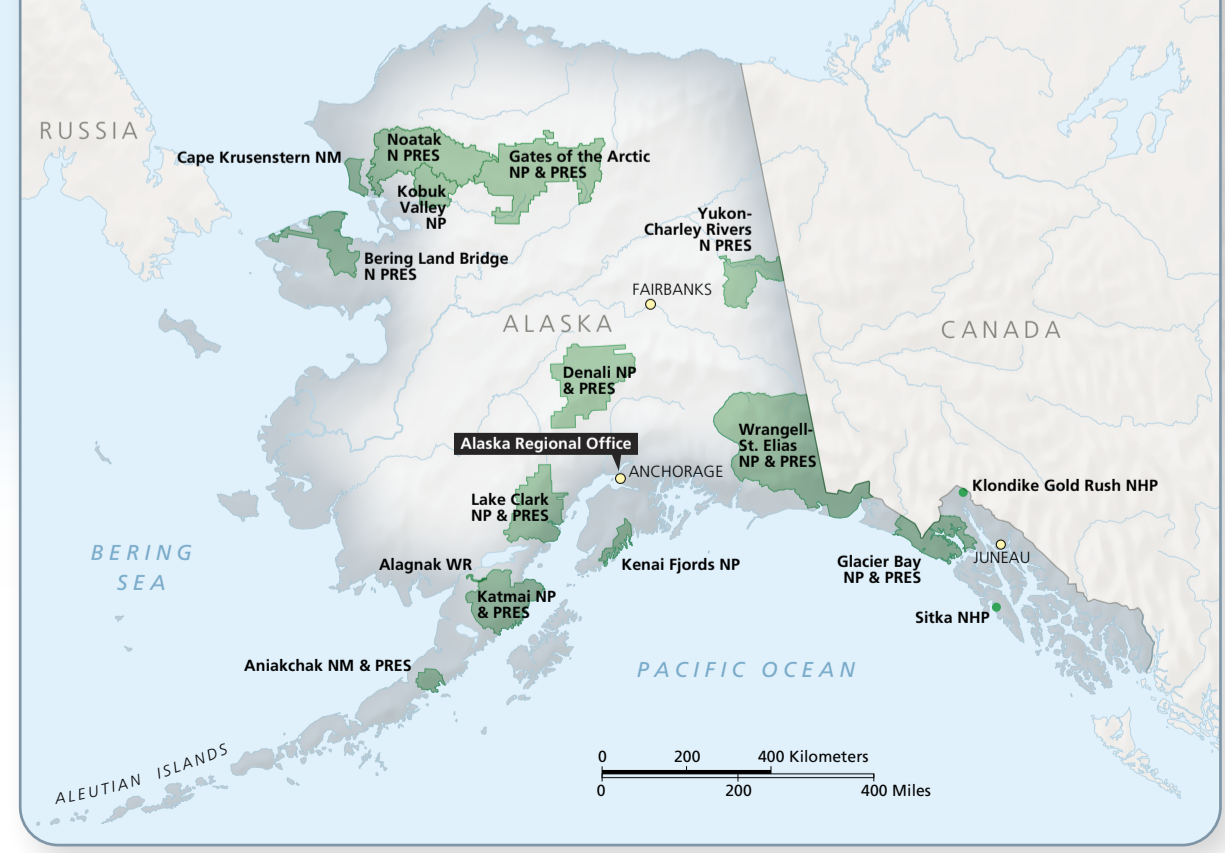 RUSSIA
Noatak
N PRES
Cape Krusenstern NM
Gates of the Arctic
NP & PRES
Kobuk
Valley
NP
Yukon-
Charley Rivers
N PRES
Bering Land Bridge
N PRES
FAIRBANKS
ALASKA
CANADA
Denali NP
& PRES
Wrangell-
St. Elias
NP & PRES
Alaska Regional Office
ANCHORAGE
Klondike Gold Rush NHP
Lake Clark
NP & PRES
BERING
SEA
Alagnak WR
Kenai Fjords NP
Glacier Bay
NP & PRES
JUNEAU
Katmai NP
& PRES
Sitka NHP
Aniakchak NM & PRES
PACIFIC OCEAN
ALEUTIAN ISLANDS
0 200 400 Kilometers
0 200 400 Miles